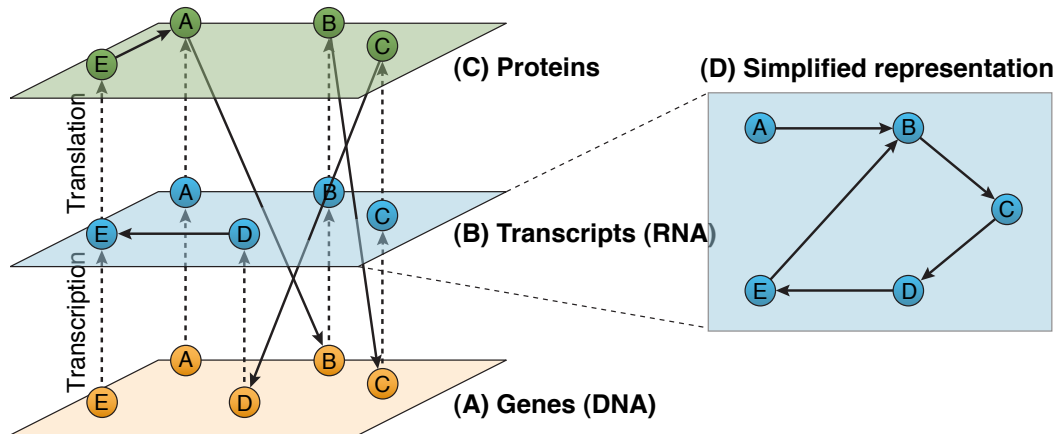 A
B
C
E
(C) Proteins
(D) Simplified representation
Translation
A
B
C
E
D
(B) Transcripts (RNA)
A
B
C
E
D
Transcription
A
B
C
E
D
(A) Genes (DNA)